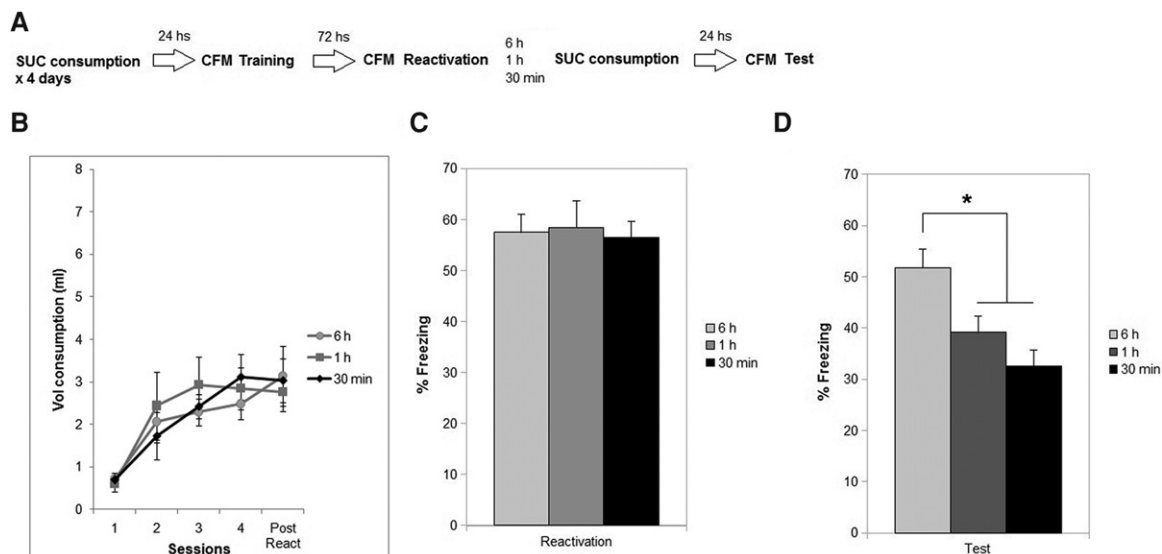 A
24 hs
72 hs
6 h
1 h
30 min
24 hs
SUC consumption
x 4 days
CFM Training
CFM Reactivation
SUC consumption
CFM Test
B
8
7
6
5
4
3
2
1
0
Vol consumption (ml)
1 2 3 4 Post
React
Sessions
6 h
1 h
30 min
C
70
60
50
40
30
20
10
0
% Freezing
Reactivation
6 h
1 h
30 min
D
70
60
50
40
30
20
10
0
% Freezing
*
Test
6 h
1 h
30 min